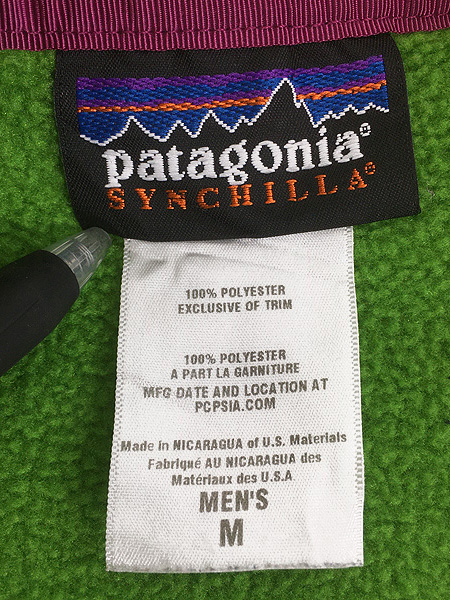 patagonia®
SYNCHILLA®
100% POLYESTER
EXCLUSIVE OF TRIM
100% POLYESTER
A PART LA GARNITURE
MFG DATE AND LOCATION AT
PCPSIA.COM
Made in NICARAGUA of U.S. Materials
Fabriqué AU NICARAGUA des
Matériaux des U.S.A
MEN'S
M